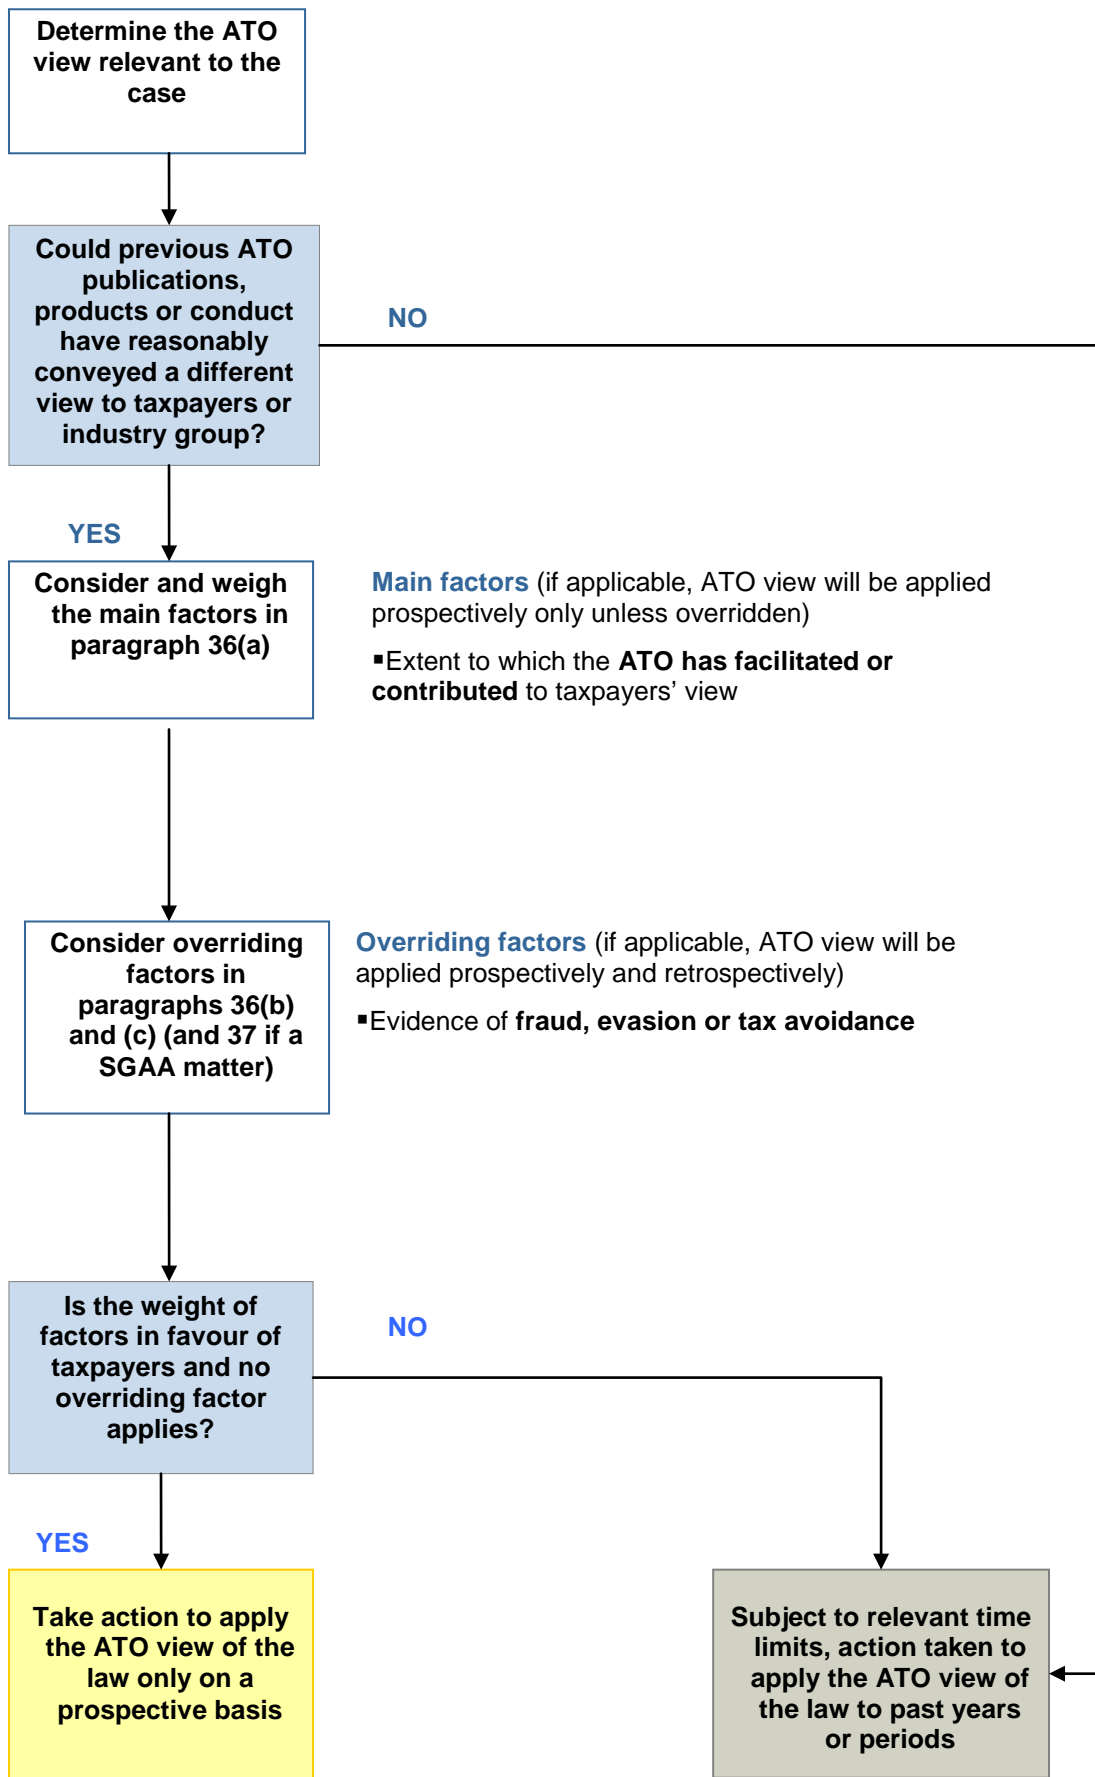 Determine the ATO
view relevant to the
case
Could previous ATO
publications,
products or conduct
have reasonably
conveyed a different
view to taxpayers or
industry group?
NO
YES
Consider and weigh
the main factors in
paragraph 36(a)
Main factors (if applicable, ATO view will be applied
prospectively only unless overridden)
▪Extent to which the ATO has facilitated or
contributed to taxpayers’ view
Consider overriding
factors in
paragraphs 36(b)
and (c) (and 37 if a
SGAA matter)
Overriding factors (if applicable, ATO view will be
applied prospectively and retrospectively)
▪Evidence of fraud, evasion or tax avoidance
Is the weight of
factors in favour of
taxpayers and no
overriding factor
applies?
NO
YES
Take action to apply
the ATO view of the
law only on a
prospective basis
Subject to relevant time
limits, action taken to
apply the ATO view of
the law to past years
or periods